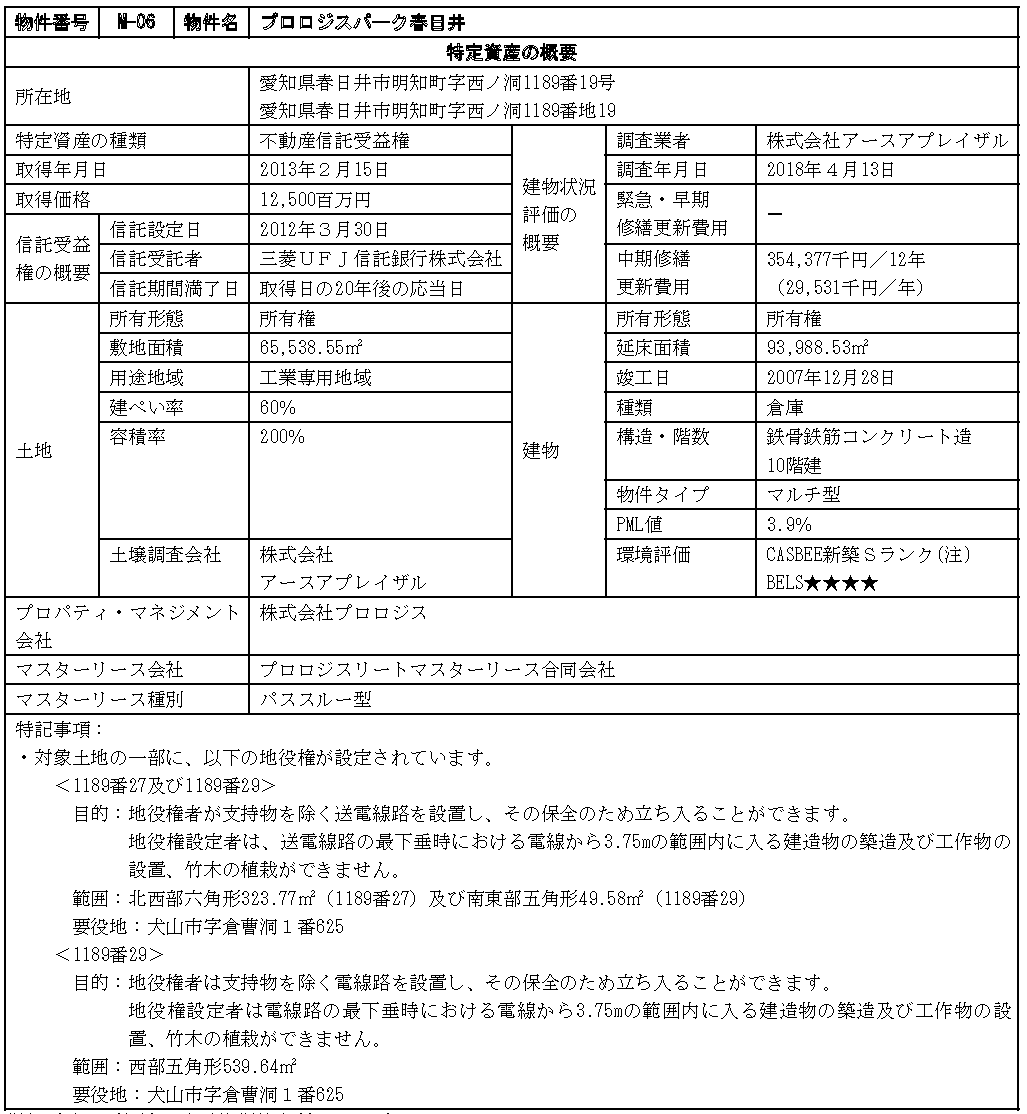 物件番号 M-06 物件名 プロロジスパーク春日井
特定資産の概要
所在地
愛知県春日井市明知町字西ノ洞1189番19号
愛知県春日井市明知町字西ノ洞1189番地19
特定資産の種類 不動産信託受益権
取得年月日 2013年２月15日
取得価格 12,500百万円
信託受益
権の概要
信託設定日 2012年３月30日
信託受託者 三菱ＵＦＪ信託銀行株式会社
信託期間満了日 取得日の20年後の応当日
建物状況
評価の
概要
調査業者 株式会社アースアプレイザル
調査年月日 2018年４月13日
緊急・早期
修繕更新費用
－
中期修繕
更新費用
354,377千円／12年
（29,531千円／年）
土地
所有形態 所有権
敷地面積 65,538.55㎡
用途地域 工業専用地域
建ぺい率 60%
容積率 200%
土壌調査会社 株式会社
アースアプレイザル
建物
所有形態 所有権
延床面積 93,988.53㎡
竣工日 2007年12月28日
種類 倉庫
構造・階数 鉄骨鉄筋コンクリート造
10階建
物件タイプ マルチ型
PML値 3.9%
環境評価 CASBEE新築Ｓランク(注)
BELS★★★★
プロパティ・マネジメント
会社
株式会社プロロジス
マスターリース会社 プロロジスリートマスターリース合同会社
マスターリース種別 パススルー型
特記事項：
・対象土地の一部に、以下の地役権が設定されています。
＜1189番27及び1189番29＞
目的：地役権者が支持物を除く送電線路を設置し、その保全のため立ち入ることができます。
地役権設定者は、送電線路の最下垂時における電線から3.75mの範囲内に入る建造物の築造及び工作物の
設置、竹木の植栽ができません。
範囲：北西部六角形323.77㎡（1189番27）及び南東部五角形49.58㎡（1189番29）
要役地：犬山市字倉曹洞１番625
＜1189番29＞
目的：地役権者は支持物を除く電線路を設置し、その保全のため立ち入ることができます。
地役権設定者は電線路の最下垂時における電線から3.75mの範囲内に入る建造物の築造及び工作物の設
置、竹木の植栽ができません。
範囲：西部五角形539.64㎡
要役地：犬山市字倉曹洞１番625